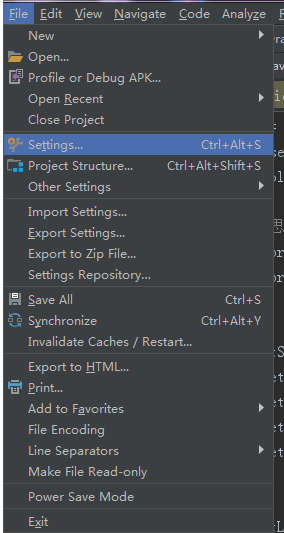 File Edit View Navigate Code Analyze
New
Open...
Profile or Debug APK...
Open Recent
Close Project
Settings... Ctrl+Alt+S
Project Structure... Ctrl+Alt+Shift+S
Other Settings
Import Settings...
Export Settings...
Export to Zip File...
Settings Repository...
Save All Ctrl+S
Synchronize Ctrl+Alt+Y
Invalidate Caches / Restart...
Export to HTML...
Print...
Add to Favorites
File Encoding
Line Separators
Make File Read-only
Power Save Mode
Exit